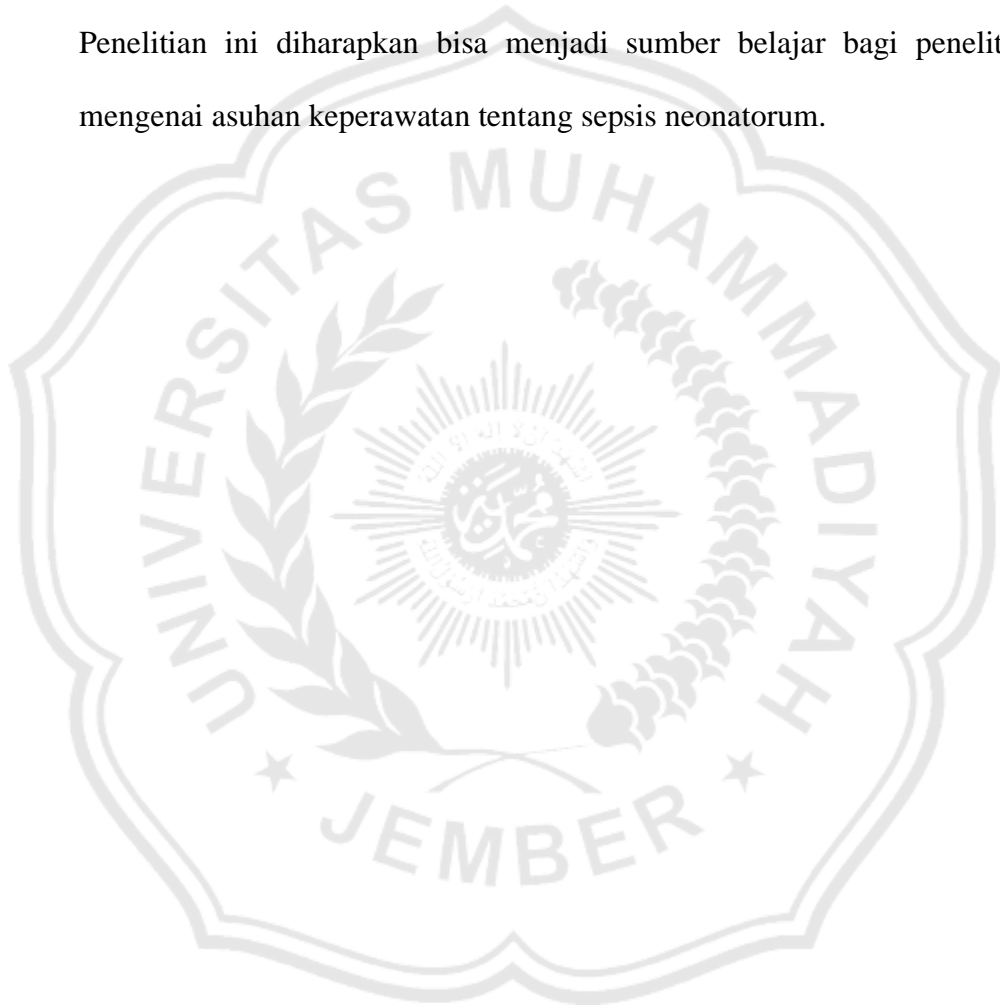 Penelitian ini diharapkan bisa menjadi sumber belajar bagi penelit
mengenai asuhan keperawatan tentang sepsis neonatorum.
UNIVERSITAS MUHAMMADIYAH
★ JEMBER ★